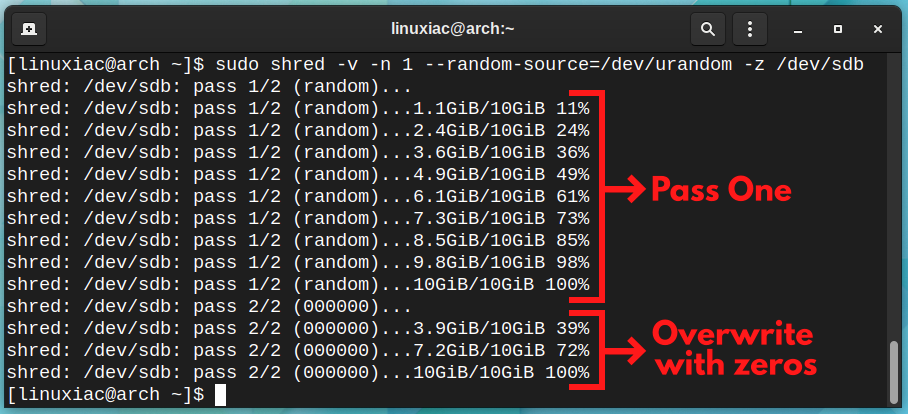 linuxiac@arch:~
[linuxiac@arch ~]$ sudo shred -v -n 1 --random-source=/dev/urandom -z /dev/sdb
shred: /dev/sdb: pass 1/2 (random)...
shred: /dev/sdb: pass 1/2 (random)...1.1GiB/10GiB 11%
shred: /dev/sdb: pass 1/2 (random)...2.4GiB/10GiB 24%
shred: /dev/sdb: pass 1/2 (random)...3.6GiB/10GiB 36%
shred: /dev/sdb: pass 1/2 (random)...4.9GiB/10GiB 49%
shred: /dev/sdb: pass 1/2 (random)...6.1GiB/10GiB 61%
shred: /dev/sdb: pass 1/2 (random)...7.3GiB/10GiB 73%
shred: /dev/sdb: pass 1/2 (random)...8.5GiB/10GiB 85%
shred: /dev/sdb: pass 1/2 (random)...9.8GiB/10GiB 98%
shred: /dev/sdb: pass 1/2 (random)...10GiB/10GiB 100%
Pass One
shred: /dev/sdb: pass 2/2 (000000)...
shred: /dev/sdb: pass 2/2 (000000)...3.9GiB/10GiB 39%
shred: /dev/sdb: pass 2/2 (000000)...7.2GiB/10GiB 72%
shred: /dev/sdb: pass 2/2 (000000)...10GiB/10GiB 100%
Overwrite
with zeros
[linuxiac@arch ~]$